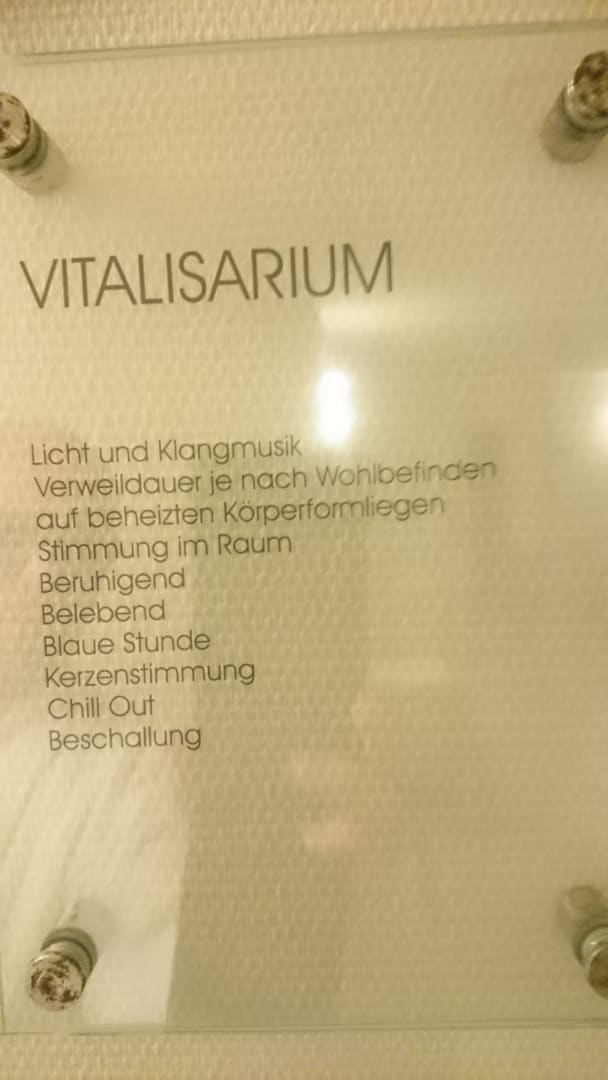 VITALISARIUM
Licht und Klangmusik
Verweildauer je nach Wohlbefinden
auf beheizten Körperformliegen
Stimmung im Raum
Beruhigend
Belebend
Blaue Stunde
Kerzenstimmung
Chill Out
Beschallung